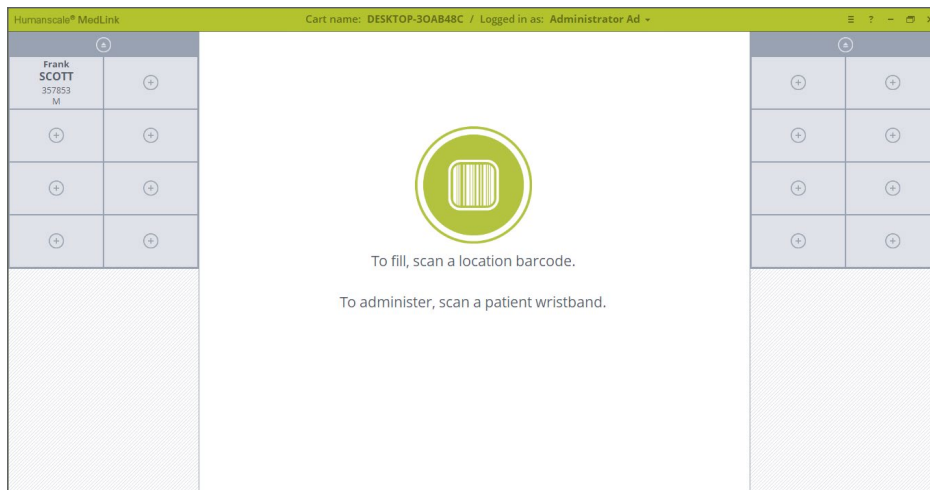 Humanscale® MedLink
Cart name: DESKTOP-3OAB48C / Logged in as: Administrator Ad
?
Frank
SCOTT
357853
M
To fill, scan a location barcode.
To administer, scan a patient wristband.